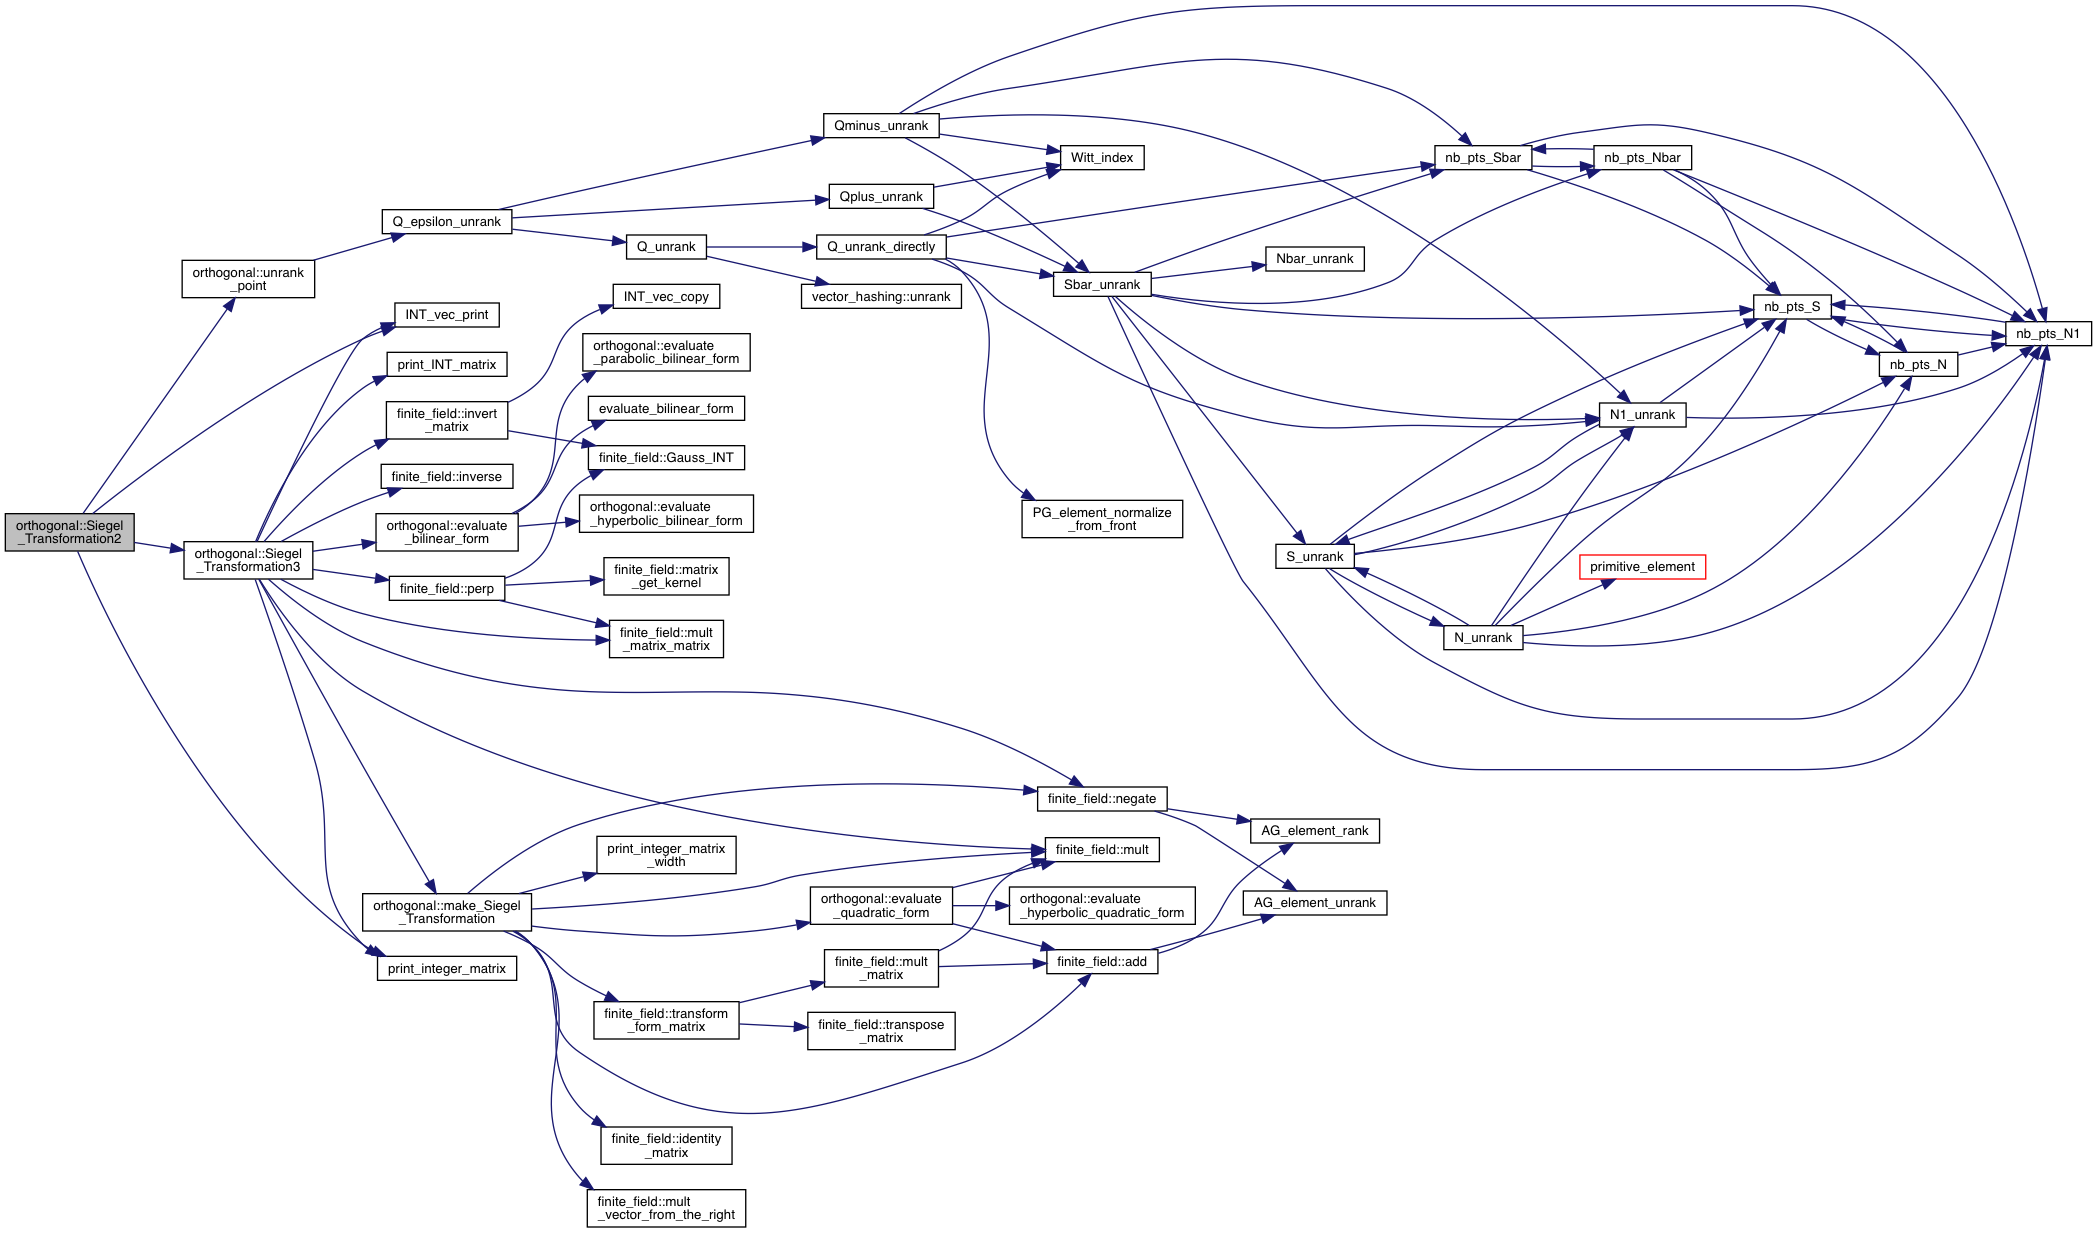 orthogonal::Siegel
_Transformation2
orthogonal::unrank
_point
Q_epsilon_unrank
Qminus_unrank
Qplus_unrank
Q_unrank
Q_unrank_directly
vector_hashing::unrank
Witt_index
Sbar_unrank
Nbar_unrank
PG_element_normalize
_from_front
nb_pts_Sbar
nb_pts_Nbar
nb_pts_S
nb_pts_N
nb_pts_N1
N1_unrank
S_unrank
N_unrank
primitive_element
INT_vec_print
print_INT_matrix
finite_field::invert
_matrix
finite_field::inverse
orthogonal::evaluate
_bilinear_form
orthogonal::Siegel
_Transformation3
finite_field::perp
INT_vec_copy
orthogonal::evaluate
_parabolic_bilinear_form
evaluate_bilinear_form
finite_field::Gauss_INT
orthogonal::evaluate
_hyperbolic_bilinear_form
finite_field::matrix
_get_kernel
finite_field::mult
_matrix_matrix
finite_field::negate
AG_element_rank
AG_element_unrank
print_integer_matrix
_width
finite_field::mult
orthogonal::make_Siegel
_Transformation
orthogonal::evaluate
_quadratic_form
orthogonal::evaluate
_hyperbolic_quadratic_form
print_integer_matrix
finite_field::mult
_matrix
finite_field::add
finite_field::transform
_form_matrix
finite_field::transpose
_matrix
finite_field::identity
_matrix
finite_field::mult
_vector_from_the_right